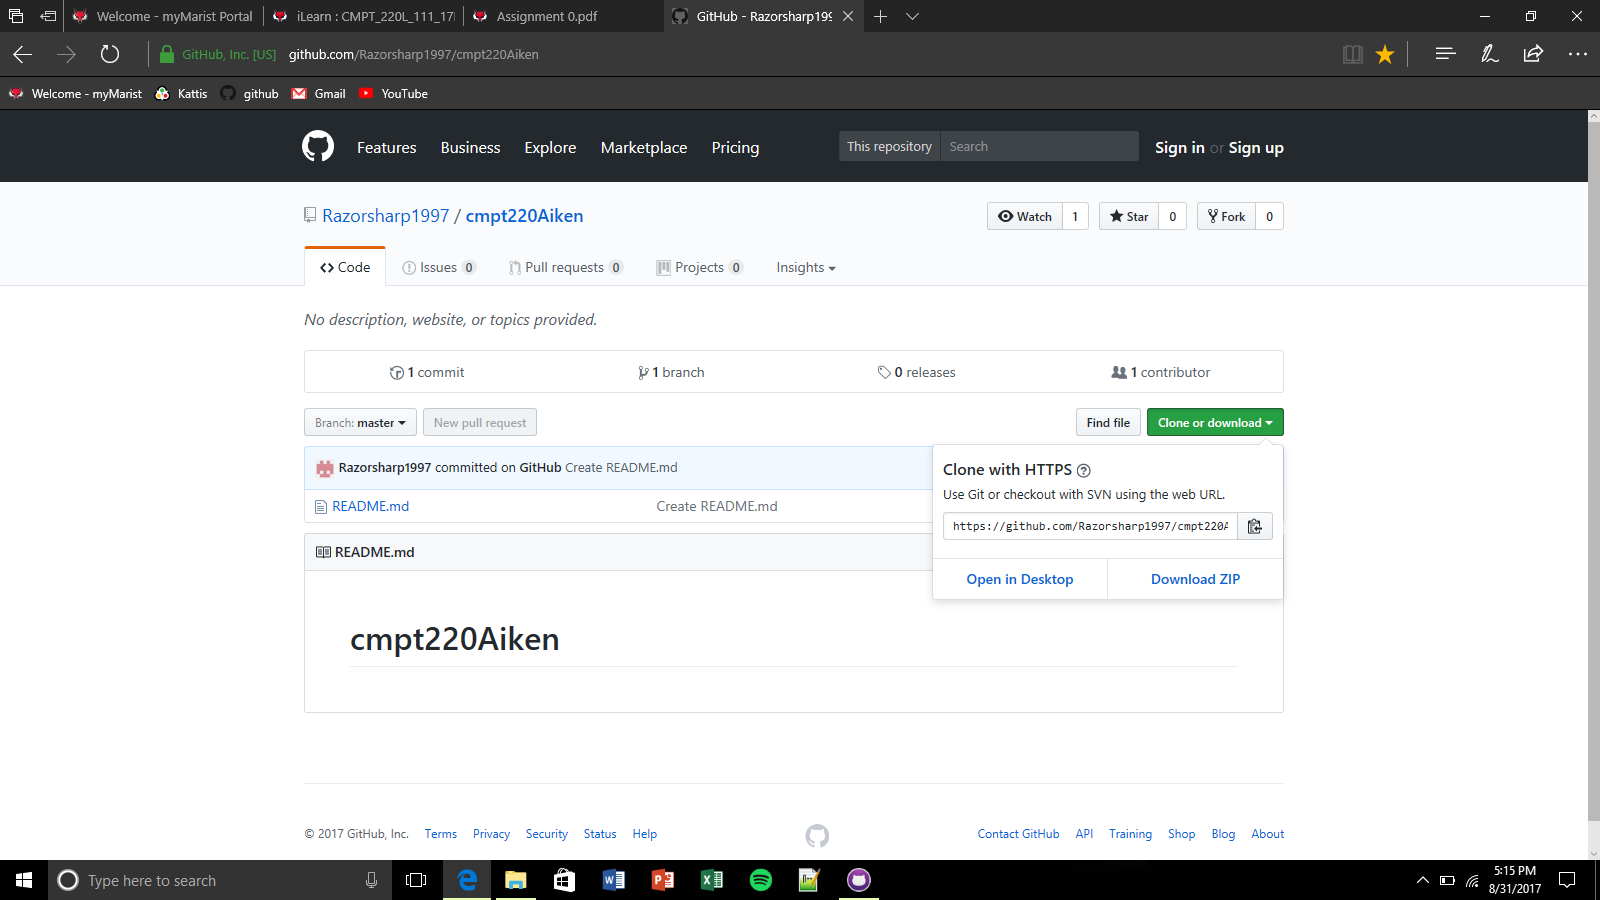 Welcome - myMarist Portal
iLearn : CMPT_220L_111_17
Assignment 0.pdf
GitHub - Razorsharp199
GitHub, Inc. [US]
github.com/Razorsharp1997/cmpt220Aiken
Welcome - myMarist
Kattis
github
Gmail
YouTube
Features
Business
Explore
Marketplace
Pricing
This repository
Search
Sign in or Sign up
Razorsharp1997 / cmpt220Aiken
Watch 1
Star 0
Fork 0
Code
Issues 0
Pull requests 0
Projects 0
Insights
No description, website, or topics provided.
1 commit
1 branch
0 releases
1 contributor
Branch: master
New pull request
Find file
Clone or download
Razorsharp1997 committed on GitHub Create README.md
README.md
Create README.md
Clone with HTTPS
Use Git or checkout with SVN using the web URL.
https://github.com/Razorsharp1997/cmpt220A
Open in Desktop
Download ZIP
README.md
cmpt220Aiken
© 2017 GitHub, Inc.
Terms
Privacy
Security
Status
Help
Contact GitHub
API
Training
Shop
Blog
About
Type here to search
5:15 PM
8/31/2017